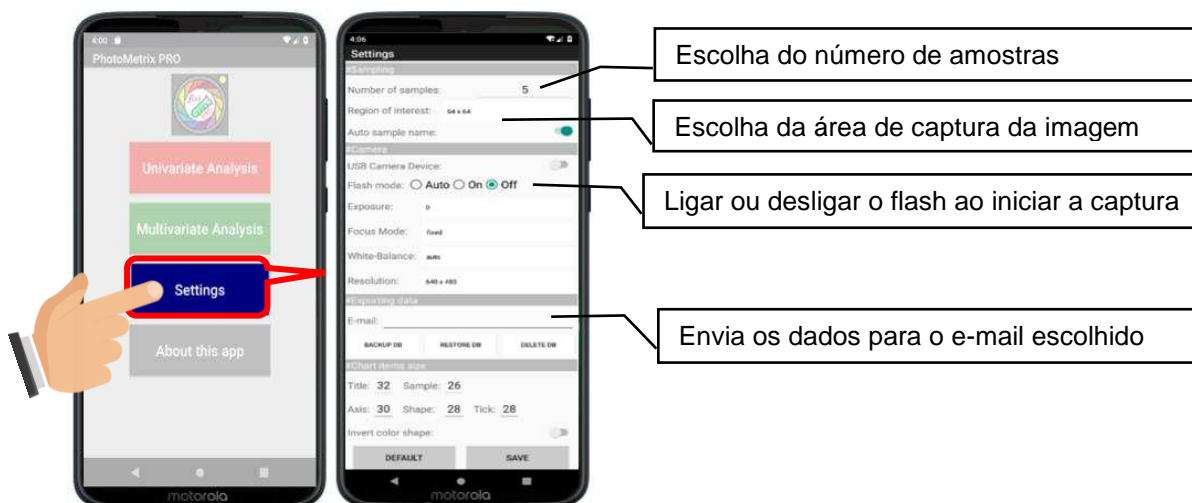 4:00
PhotoMetrix PRO
Univariate Analysis
Multivariate Analysis
Settings
About this app
motorola
4:06
Settings
#Sampling
Number of samples: 5
Region of interest: 64 x 64
Auto sample name:
#Camera
USB Camera Device:
Flash mode: Auto On Off
Exposure: 0
Focus Mode: fixed
White-Balance: auto
Resolution: 640 x 480
#Exporting data
E-mail:
BACKUP DB RESTORE DB DELETE DB
#Chart items size
Title: 32 Sample: 26
Axis: 30 Shape: 28 Tick: 28
Invert color shape:
DEFAULT SAVE
motorola
Escolha do número de amostras
Escolha da área de captura da imagem
Ligar ou desligar o flash ao iniciar a captura
Envia os dados para o e-mail escolhido